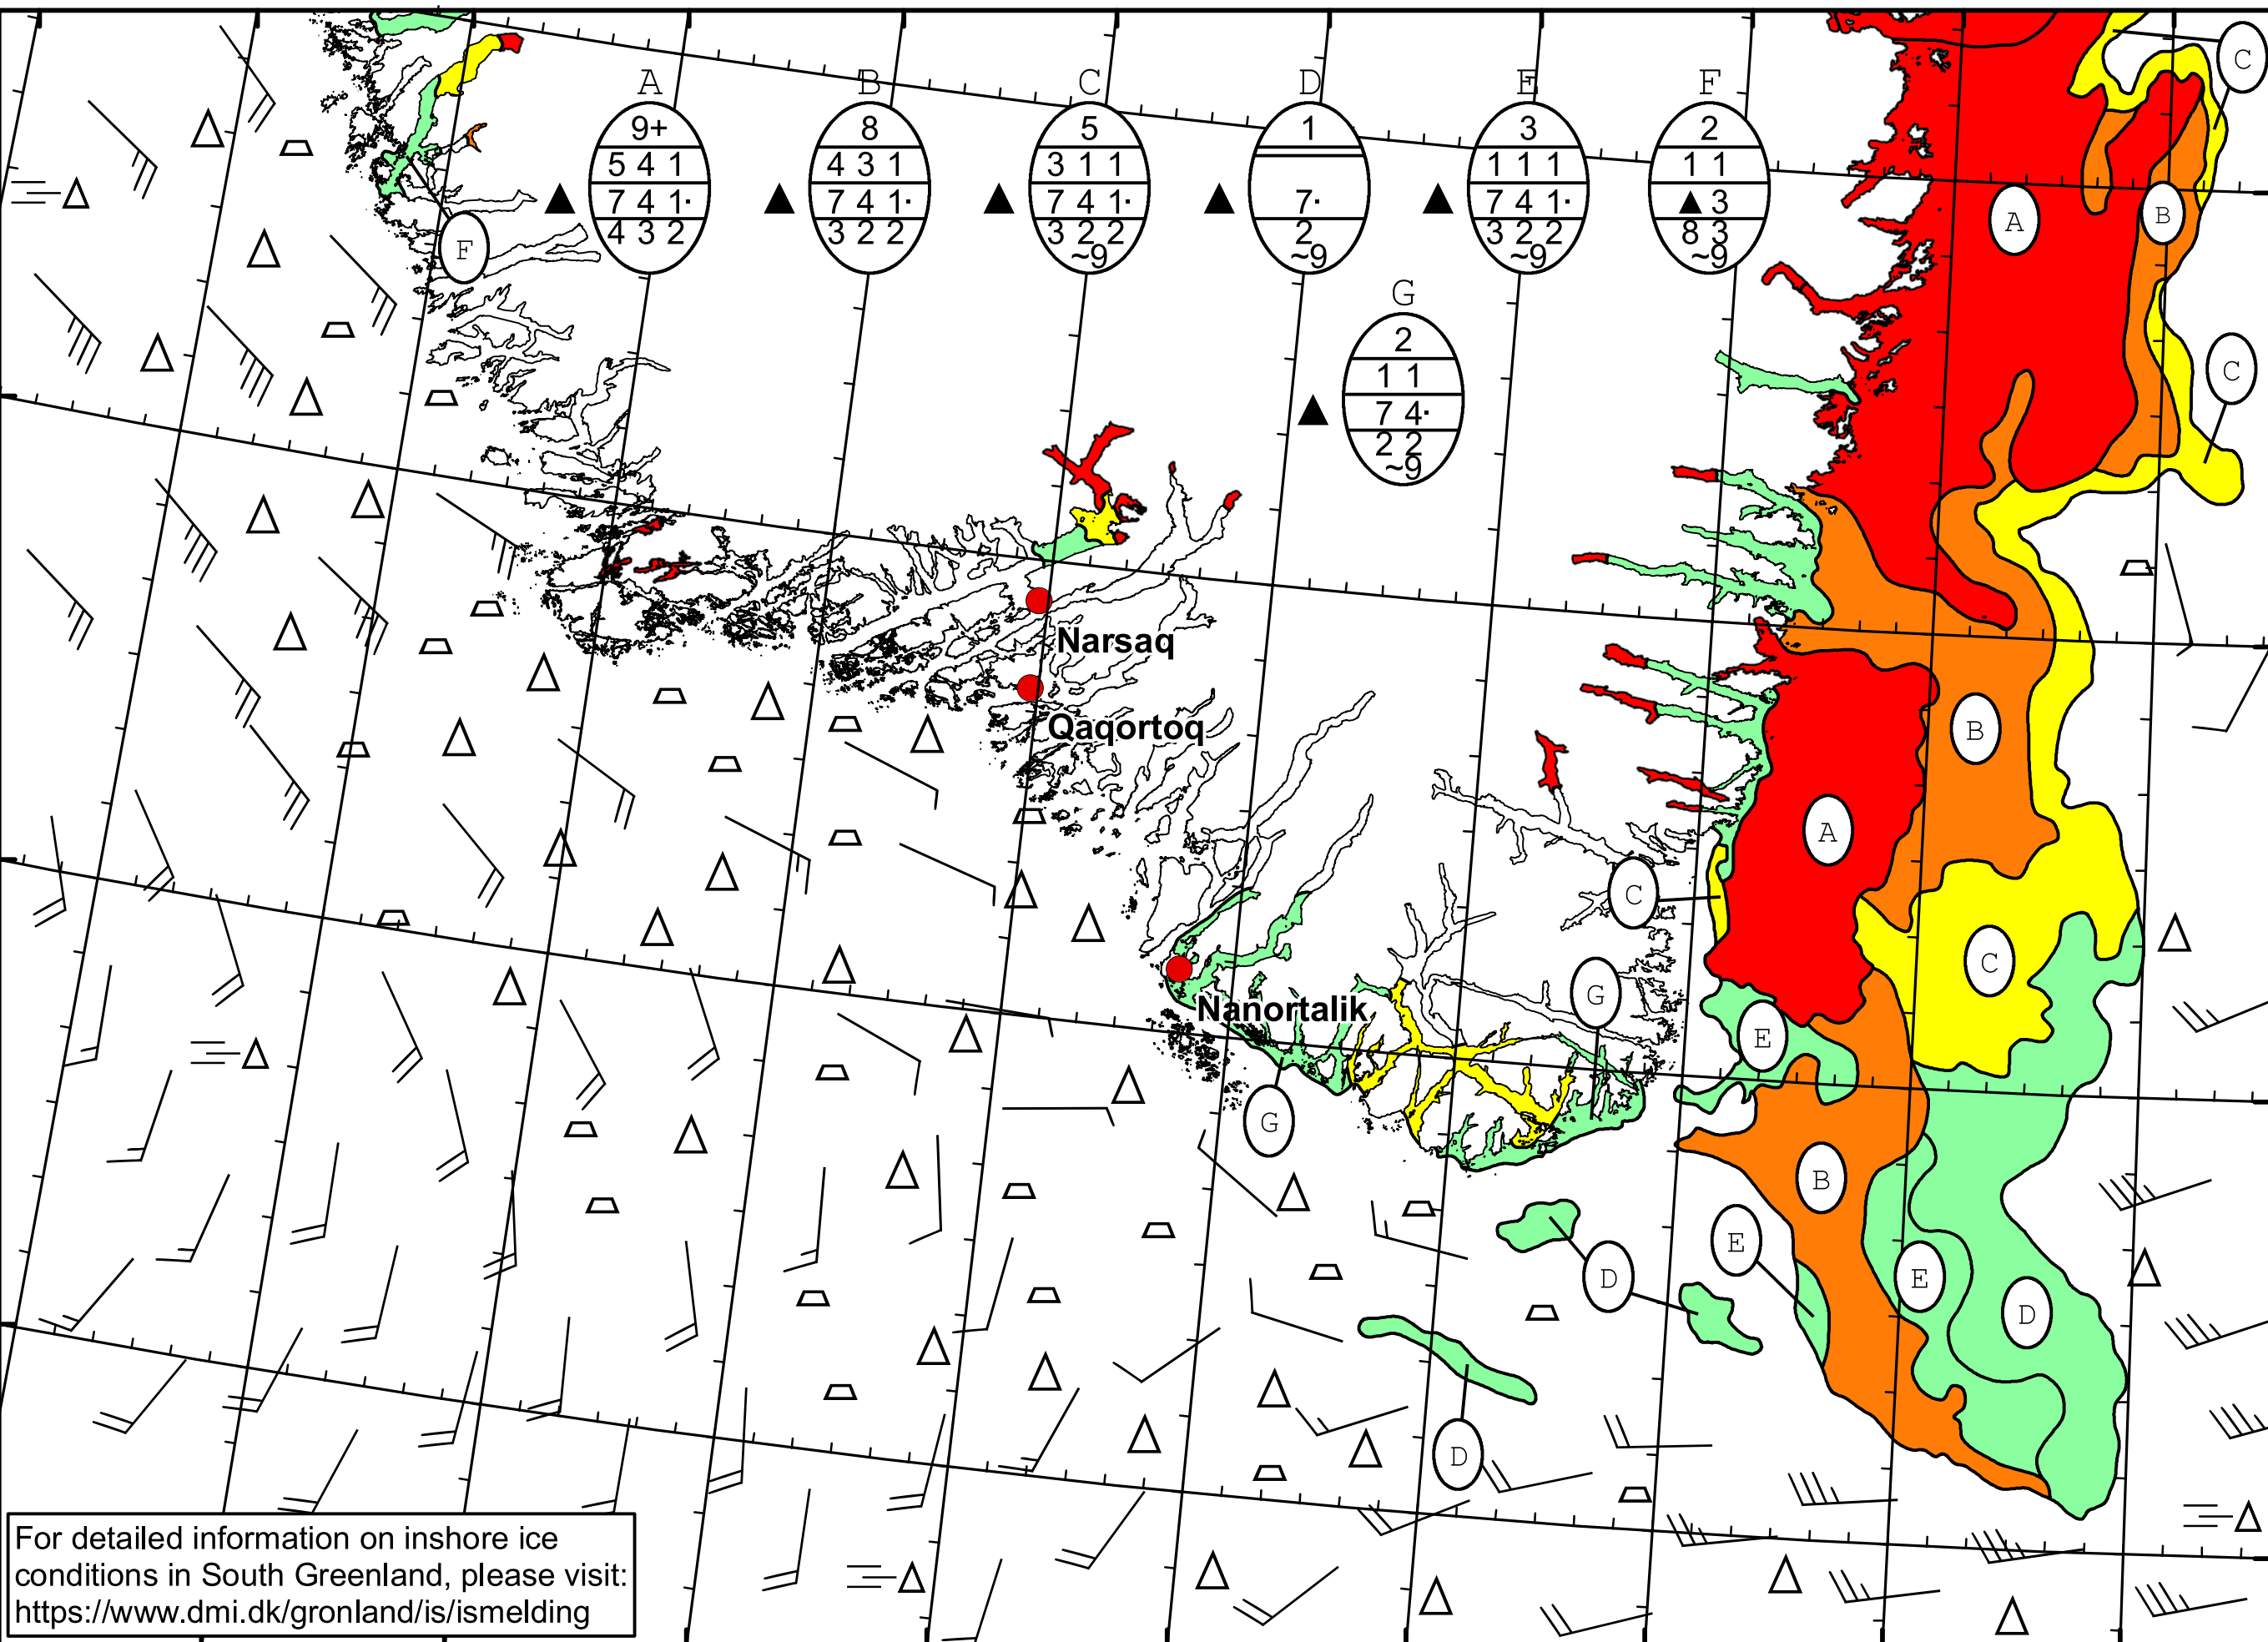 A B C D E F
9+ 8 5 1 3 2
5 4 1 4 3 1 3 1 1 1 1 1 1 1
7 4 1· 7 4 1· 7 4 1· 7· 7 4 1· ▲ 3
4 3 2 3 2 2 3 2 2 2 3 2 2 8 3
~9 ~9 ~9 ~9
G
2
1 1
7 4·
2 2
~9
C
A
B
F
C
Narsaq
Qaqortoq
B
A
C
C
G
Nanortalik
E
G
B
E
D
E
D
D
For detailed information on inshore ice
conditions in South Greenland, please visit:
https://www.dmi.dk/gronland/is/ismelding